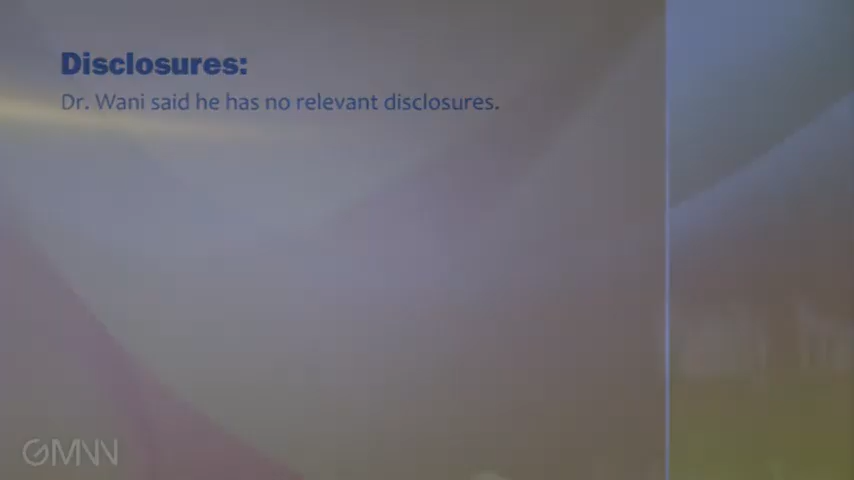 Disclosures:
Dr. Wani said he has no relevant disclosures.
GMNN